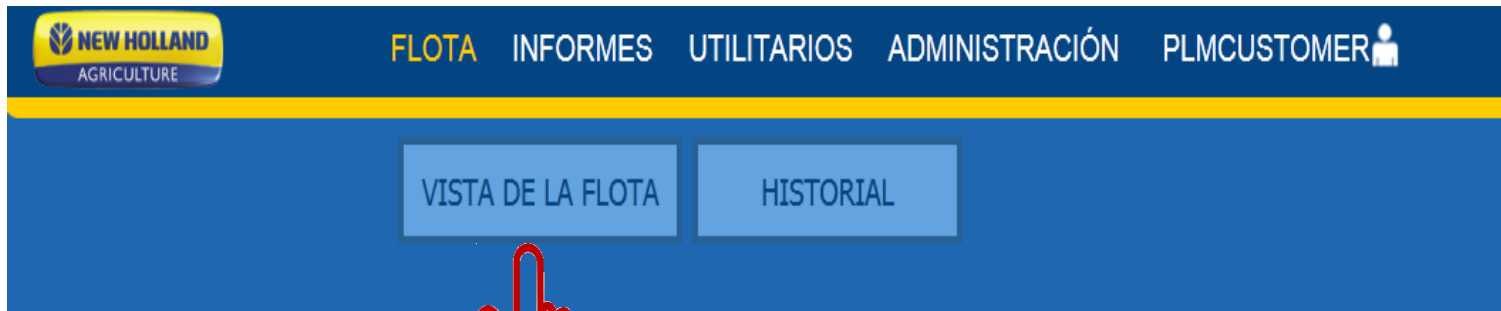 NEW HOLLAND
AGRICULTURE
FLOTA INFORMES UTILITARIOS ADMINISTRACIÓN PLMCUSTOMER
VISTA DE LA FLOTA HISTORIAL